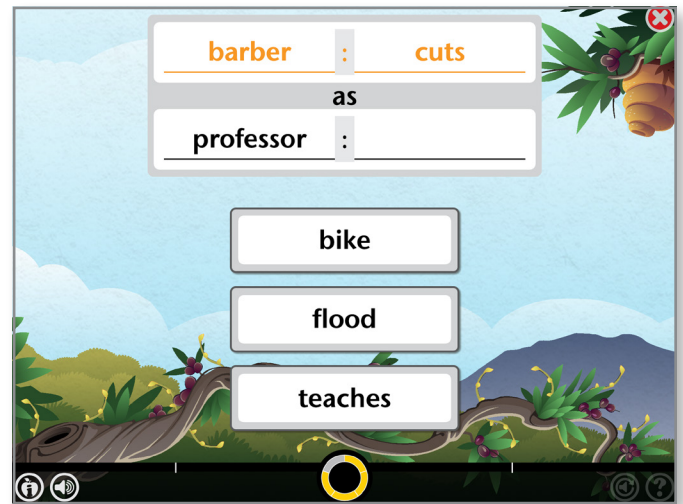 barber : cuts
as
professor :
bike
flood
teaches